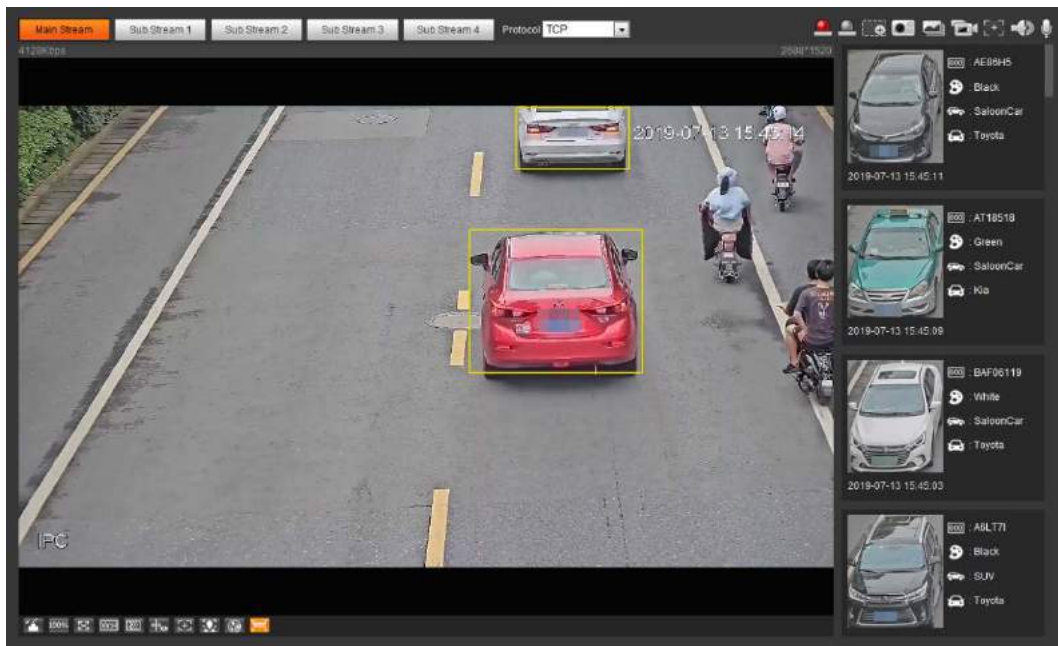 Main Stream
Sub Stream 1
Sub Stream 2
Sub Stream 3
Sub Stream 4
Protocol
TCP
4128Kbps
2688*1520
2019-07-13 15:45:14
IPC
100%
: AE86H5
: Black
: SaloonCar
: Toyota
2019-07-13 15:45:11
: AT18518
: Green
: SaloonCar
: Kia
2019-07-13 15:45:09
: BAF06119
: White
: SaloonCar
: Toyota
2019-07-13 15:45:03
: A6LT7I
: Black
: SUV
: Toyota